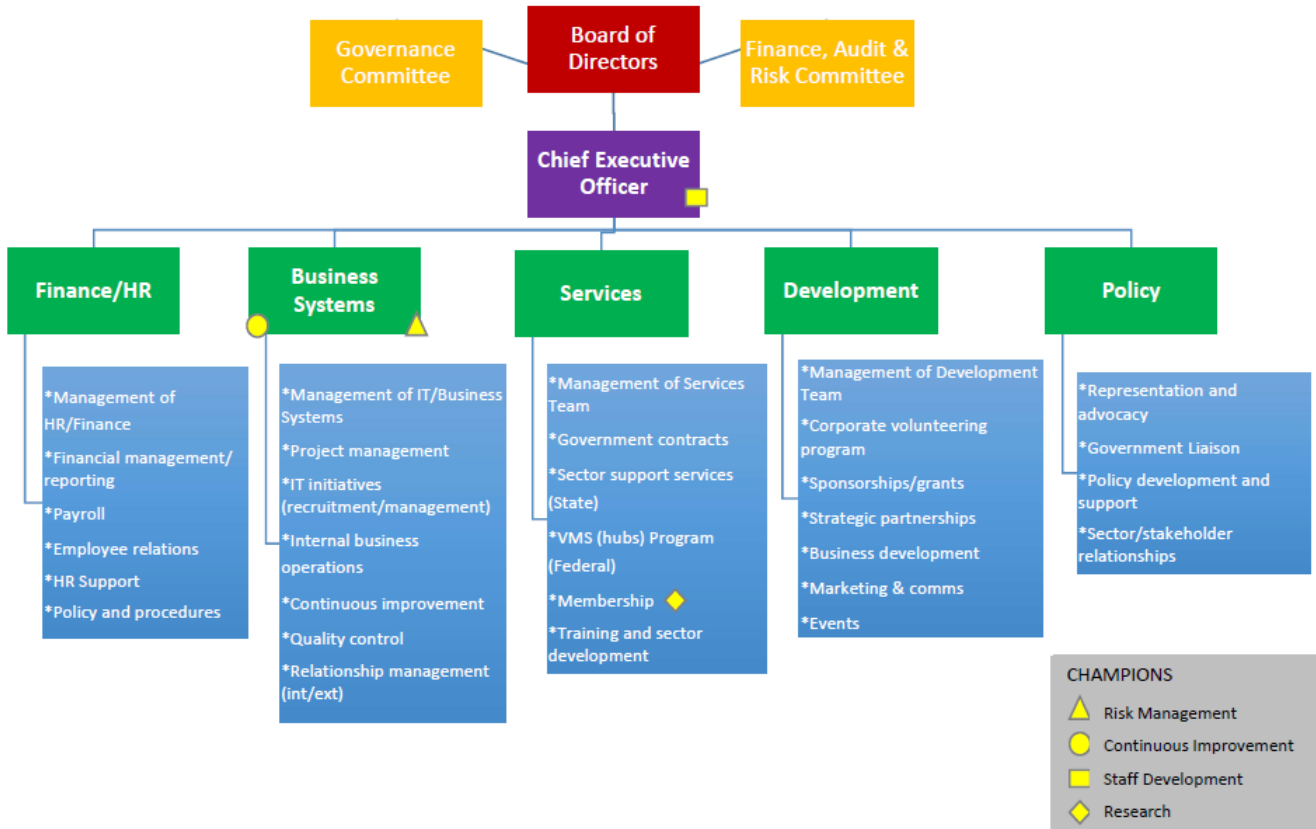 Governance
Committee
Board of
Directors
Finance, Audit &
Risk Committee
Chief Executive
Officer
Finance/HR
Business
Systems
Services
Development
Policy
*Management of
HR/Finance
*Financial management/
reporting
*Payroll
*Employee relations
*HR Support
*Policy and procedures
*Management of IT/Business
Systems
*Project management
*IT initiatives
(recruitment/management)
*Internal business
operations
*Continuous improvement
*Quality control
*Relationship management
(int/ext)
*Management of Services
Team
*Government contracts
*Sector support services
(State)
*VMS (hubs) Program
(Federal)
*Membership
*Training and sector
development
*Management of Development
Team
*Corporate volunteering
program
*Sponsorships/grants
*Strategic partnerships
*Business development
*Marketing & comms
*Events
*Representation and
advocacy
*Government Liaison
*Policy development and
support
*Sector/stakeholder
relationships
CHAMPIONS
Risk Management
Continuous Improvement
Staff Development
Research